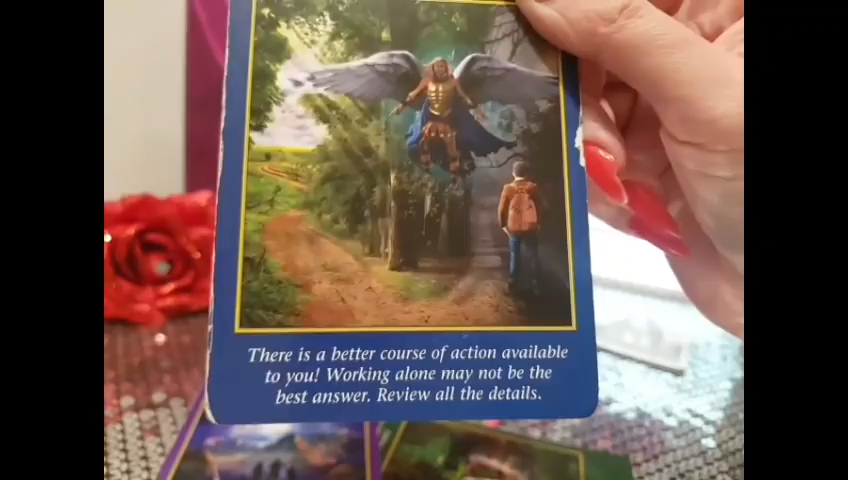 There is a better course of action available
to you! Working alone may not be the
best answer. Review all the details.